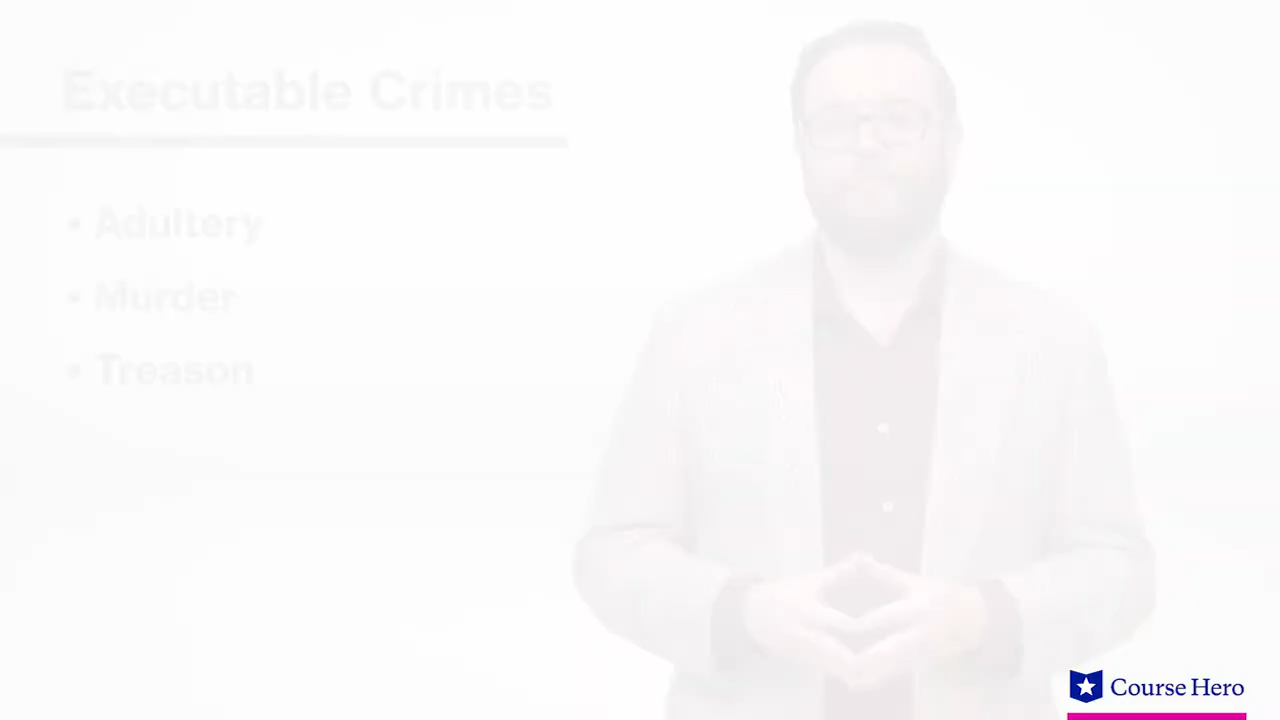 Executable Crimes
• Adultery
• Murder
• Treason
Course Hero